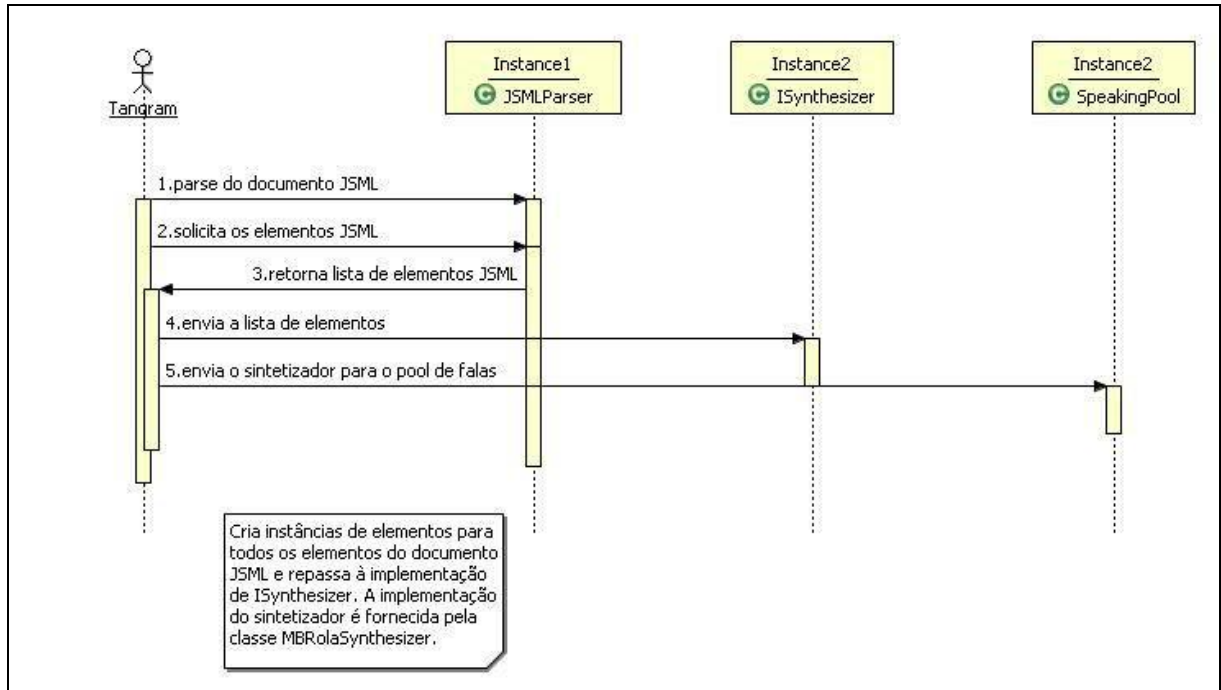 Tangram
Instance1
C JSMLParser
Instance2
C ISynthesizer
Instance2
C SpeakingPool
1.parse do documento JSML
2.solicita os elementos JSML
3.retorna lista de elementos JSML
4.envia a lista de elementos
5.envia o sintetizador para o pool de falas
Cria instâncias de elementos para
todos os elementos do documento
JSML e repassa à implementação
de ISynthesizer. A implementação
do sintetizador é fornecida pela
classe MBRolaSynthesizer.